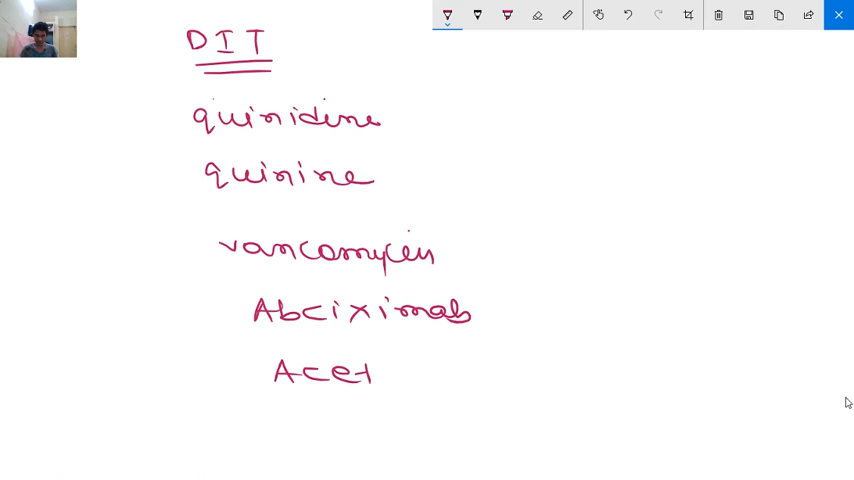 DIT
quinidine
quinine
vancomycin
Abciximab
Acet